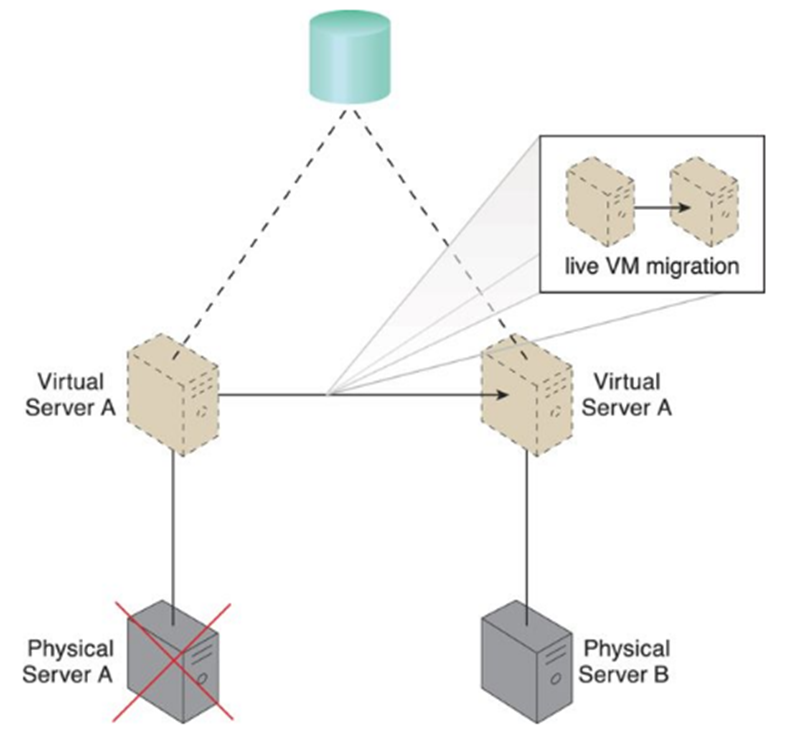 live VM migration
Virtual
Server A
Virtual
Server A
Physical
Server A
Physical
Server B